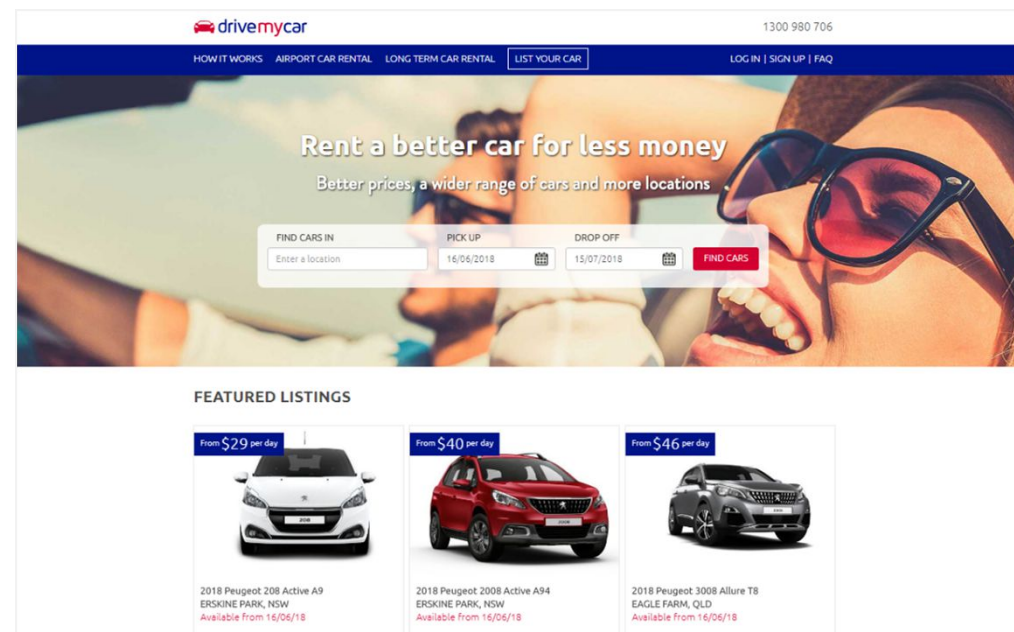 drivemycar
1300 980 706
HOW IT WORKS AIRPORT CAR RENTAL LONG TERM CAR RENTAL LIST YOUR CAR LOG IN | SIGN UP | FAQ
Rent a better car for less money
Better prices, a wider range of cars and more locations
FIND CARS IN PICK UP DROP OFF
Enter a location 16/06/2018 15/07/2018 FIND CARS
FEATURED LISTINGS
From $29 per day From $40 per day From $46 per day
208 2008
2018 Peugeot 208 Active A9 2018 Peugeot 2008 Active A94 2018 Peugeot 3008 Allure T8
ERSKINE PARK, NSW ERSKINE PARK, NSW EAGLE FARM, QLD
Available from 16/06/18 Available from 16/06/18 Available from 16/06/18